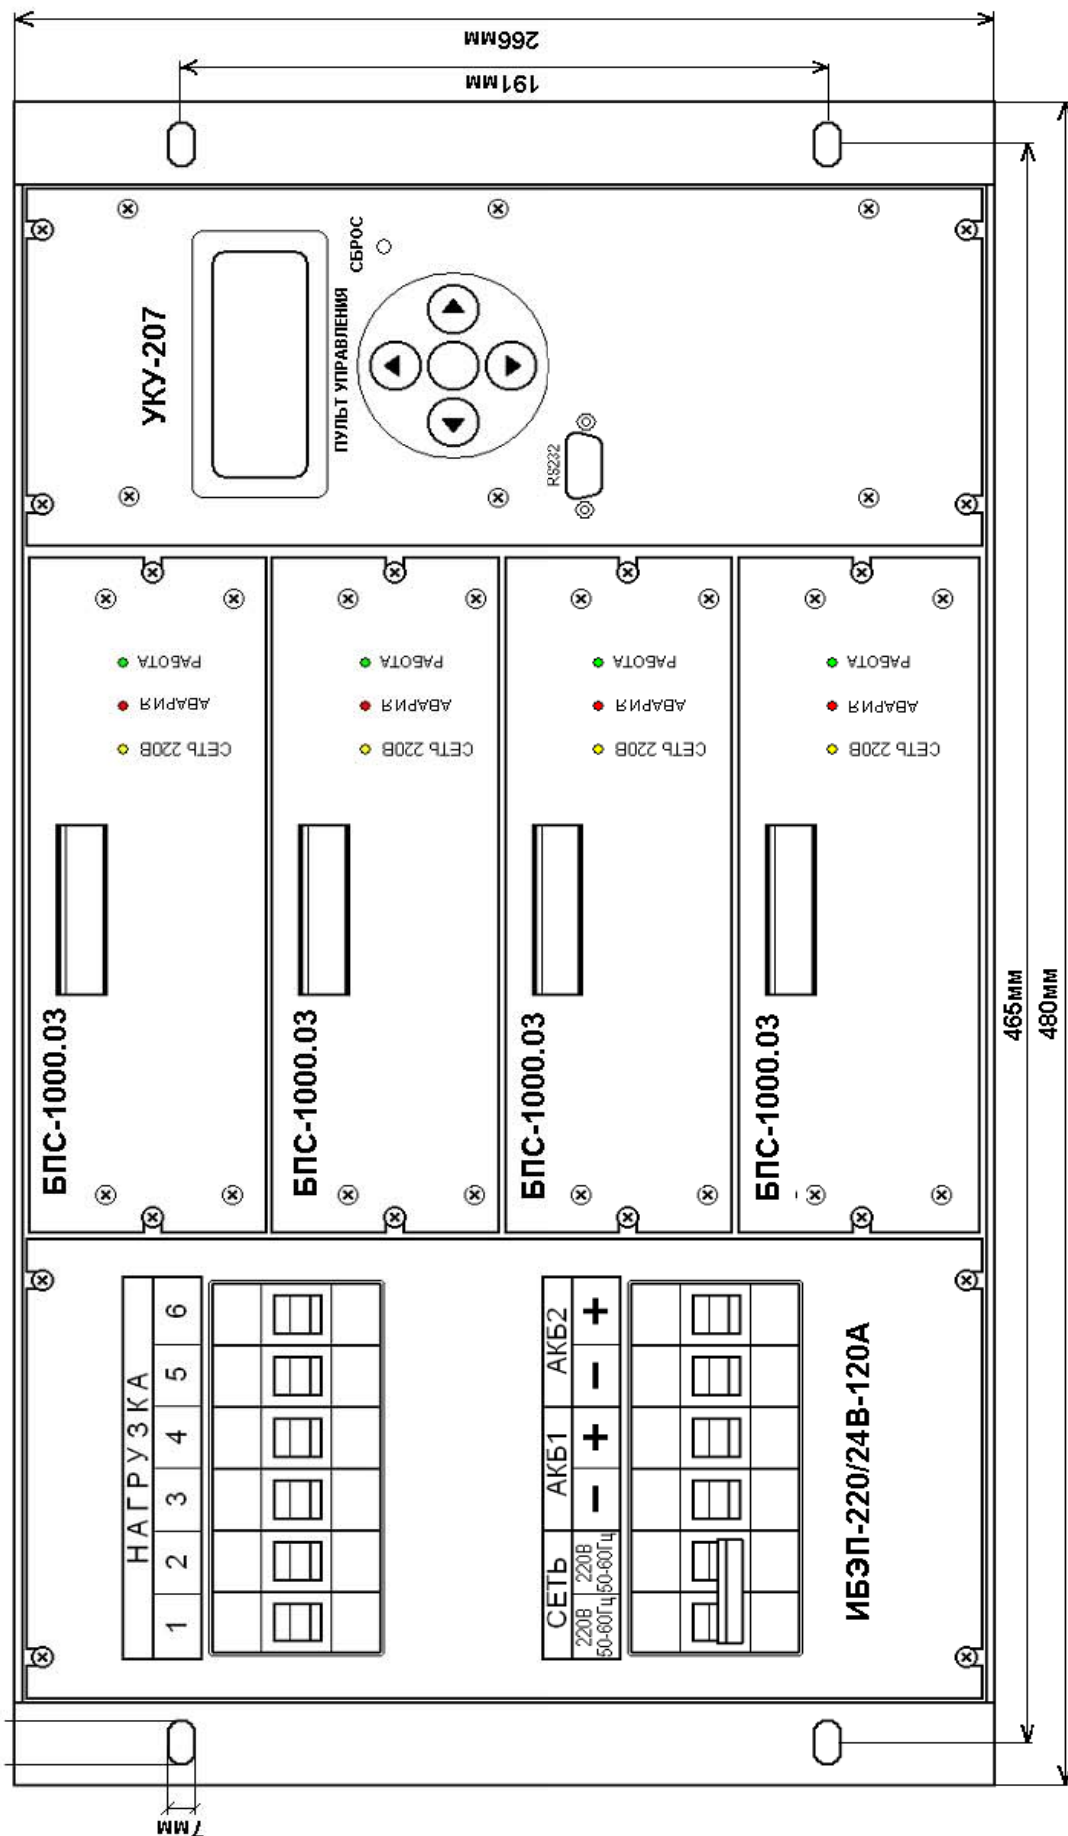 НАГРУЗКА
1 2 3 4 5 6
СЕТЬ АКБ1 АКБ2
220В 220В − + − +
50-60Гц 50-60Гц
ИБЭП-220/24В-120А
БПС-1000.03
СЕТЬ 220В
АВАРИЯ
РАБОТА
БПС-1000.03
СЕТЬ 220В
АВАРИЯ
РАБОТА
БПС-1000.03
СЕТЬ 220В
АВАРИЯ
РАБОТА
БПС-1000.03
СЕТЬ 220В
АВАРИЯ
РАБОТА
УКУ-207
ПУЛЬТ УПРАВЛЕНИЯ
СБРОС
RS232
7мм
191мм
266мм
465мм
480мм